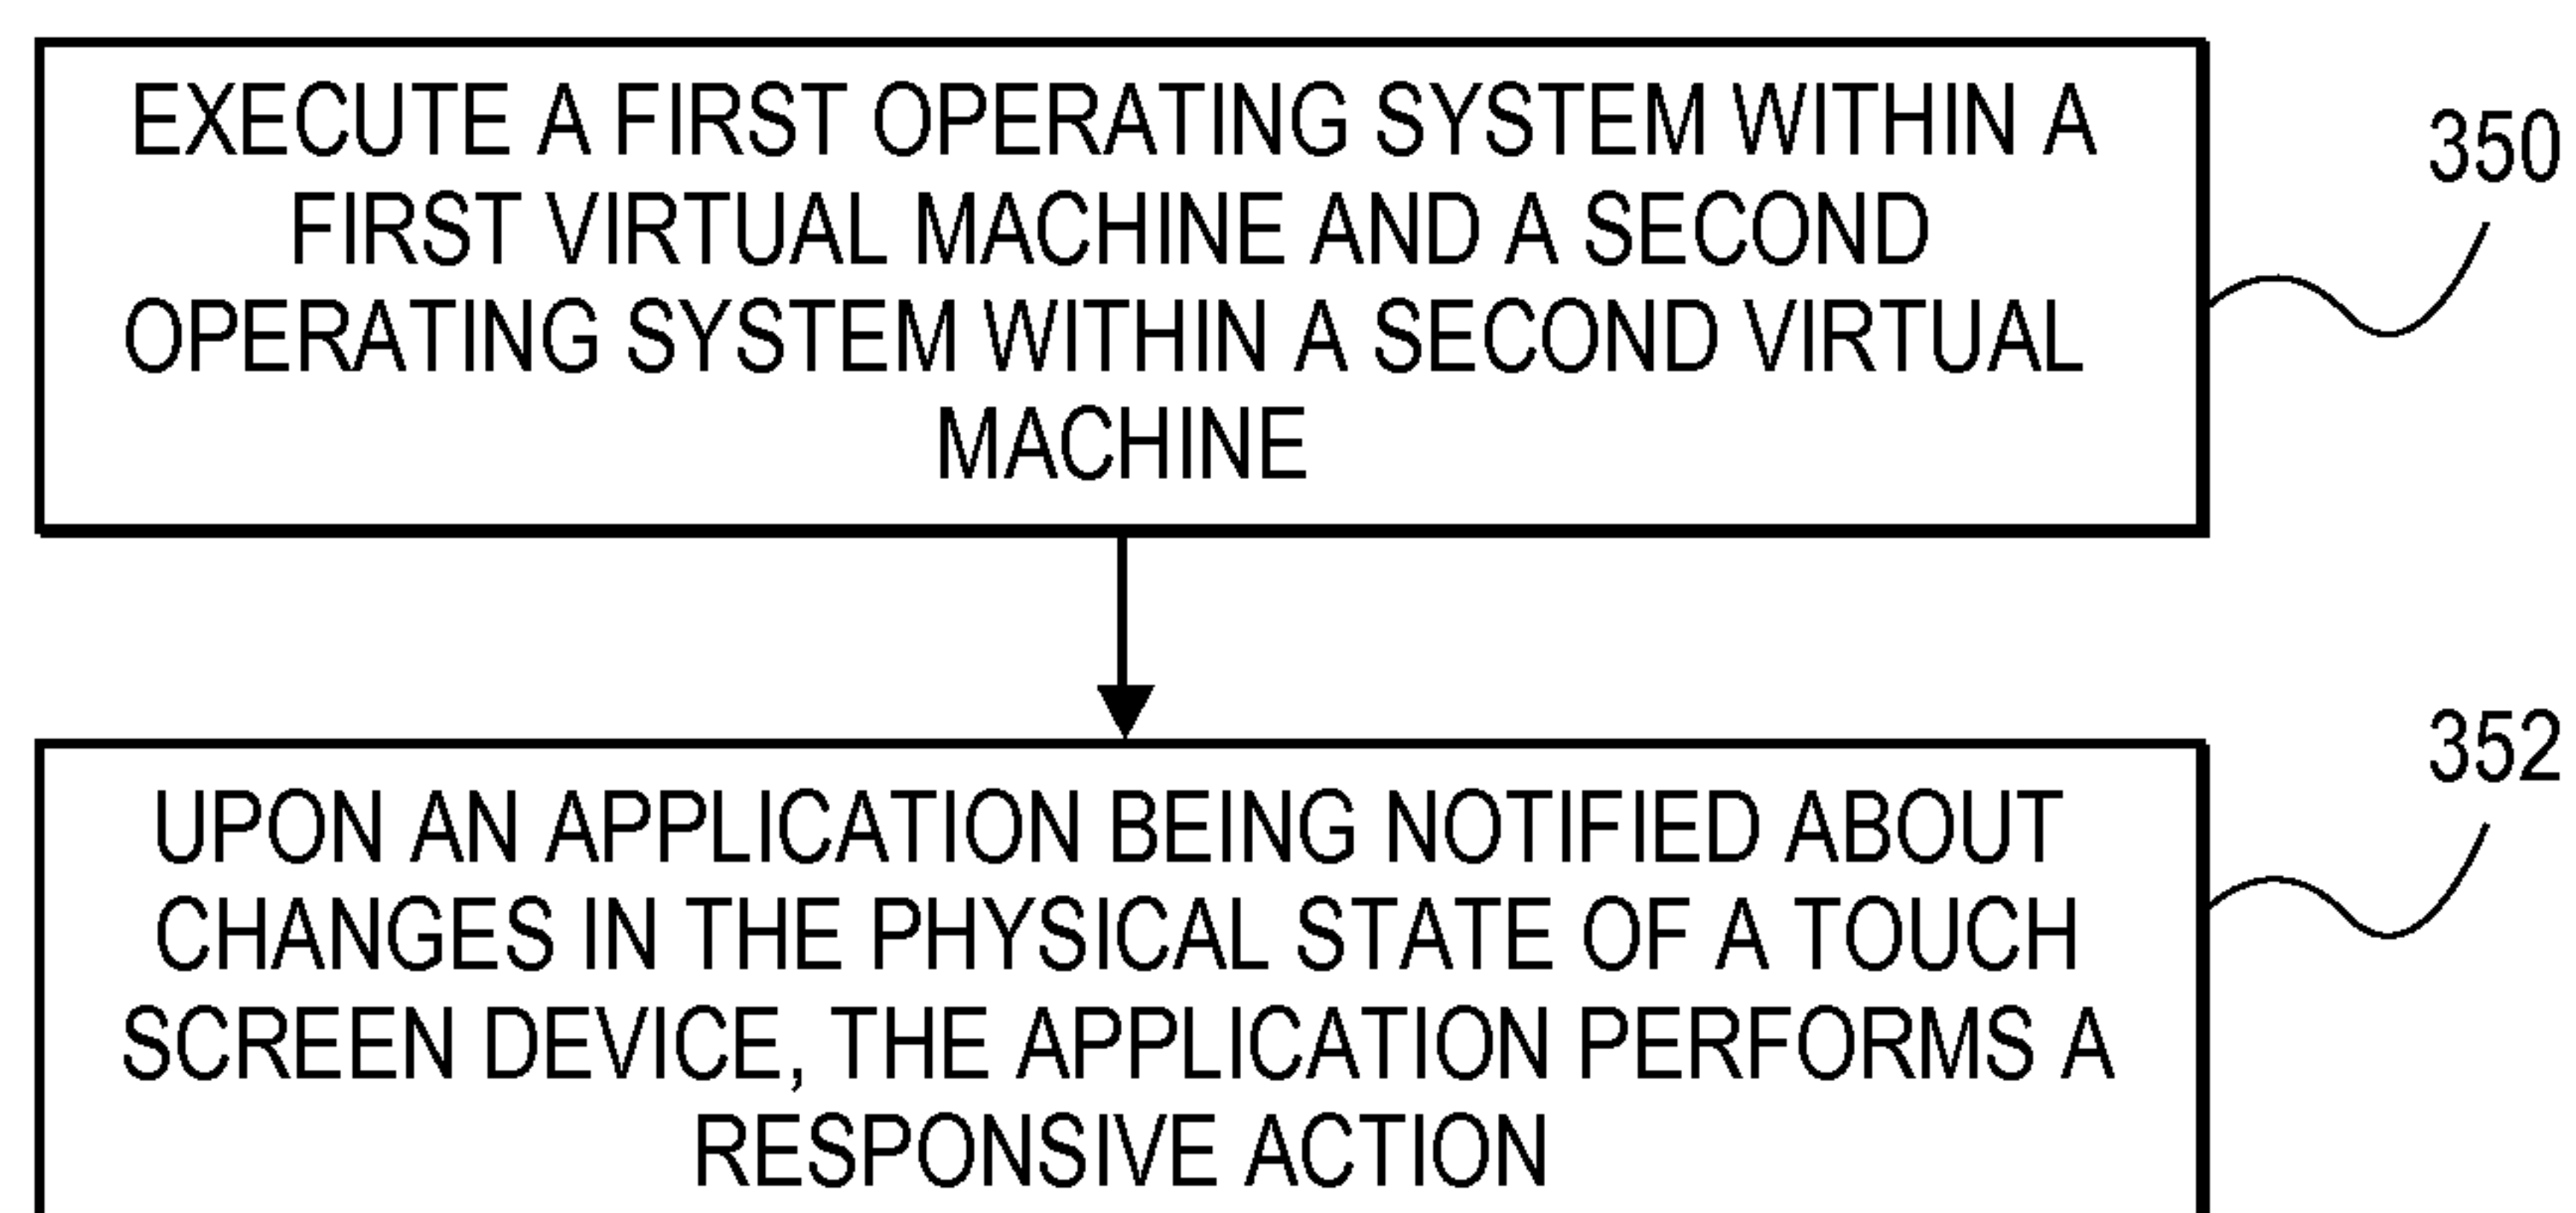 EXECUTE A FIRST OPERATING SYSTEM WITHIN A
FIRST VIRTUAL MACHINE AND A SECOND
OPERATING SYSTEM WITHIN A SECOND VIRTUAL
MACHINE
350
UPON AN APPLICATION BEING NOTIFIED ABOUT
CHANGES IN THE PHYSICAL STATE OF A TOUCH
SCREEN DEVICE, THE APPLICATION PERFORMS A
RESPONSIVE ACTION
352